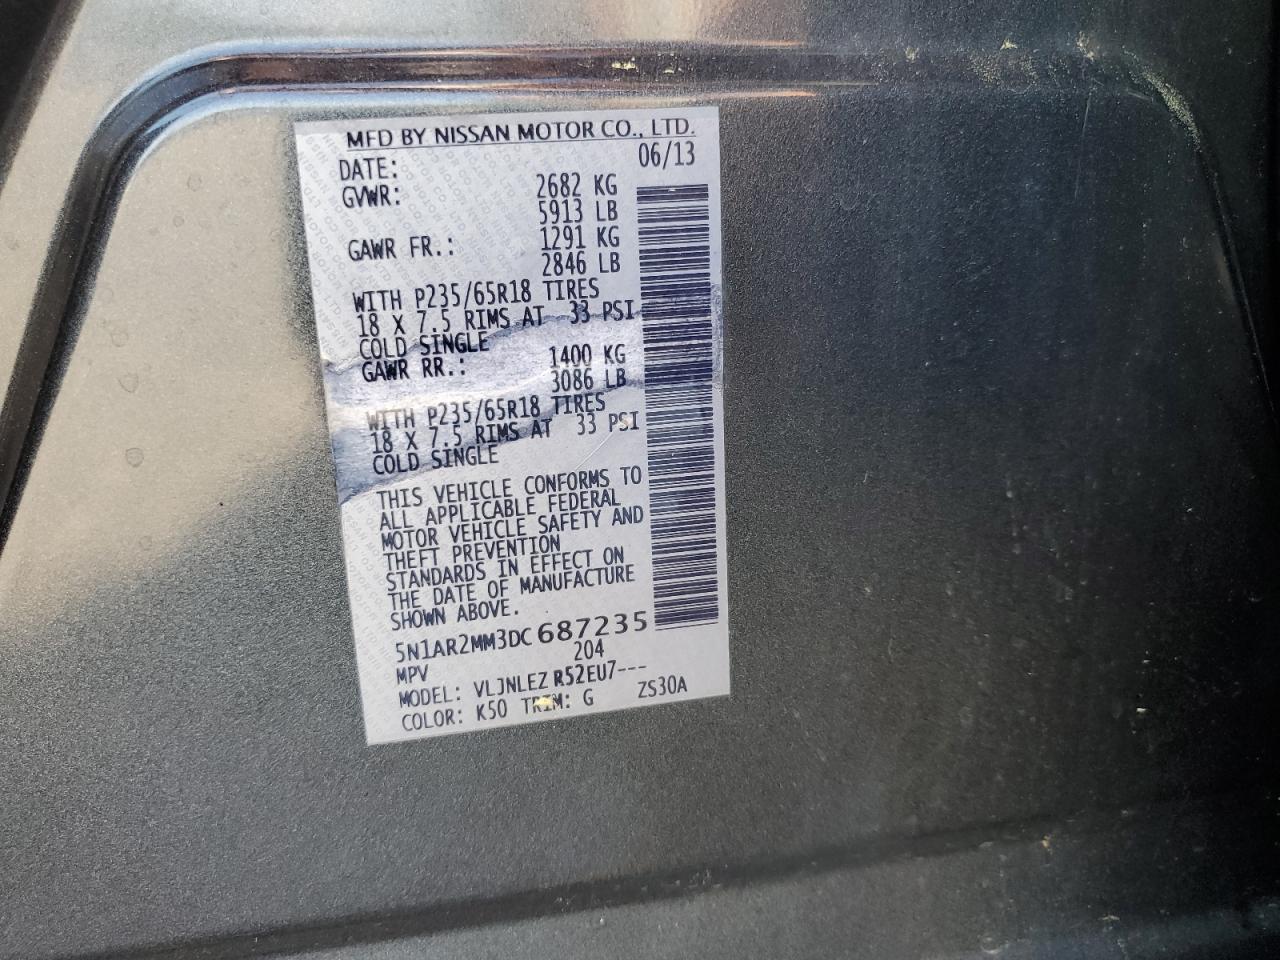 MFD BY NISSAN MOTOR CO., LTD.
DATE: 06/13
GVWR: 2682 KG
5913 LB
GAWR FR.: 1291 KG
2846 LB
WITH P235/65R18 TIRES
18 X 7.5 RIMS AT 33 PSI
COLD SINGLE
GAWR RR.: 1400 KG
3086 LB
WITH P235/65R18 TIRES
18 X 7.5 RIMS AT 33 PSI
COLD SINGLE
THIS VEHICLE CONFORMS TO
ALL APPLICABLE FEDERAL
MOTOR VEHICLE SAFETY AND
THEFT PREVENTION
STANDARDS IN EFFECT ON
THE DATE OF MANUFACTURE
SHOWN ABOVE.
5N1AR2MM3DC687235
MPV 204
MODEL: VLJNLEZ R52EU7---
COLOR: K50 TRIM: G ZS30A